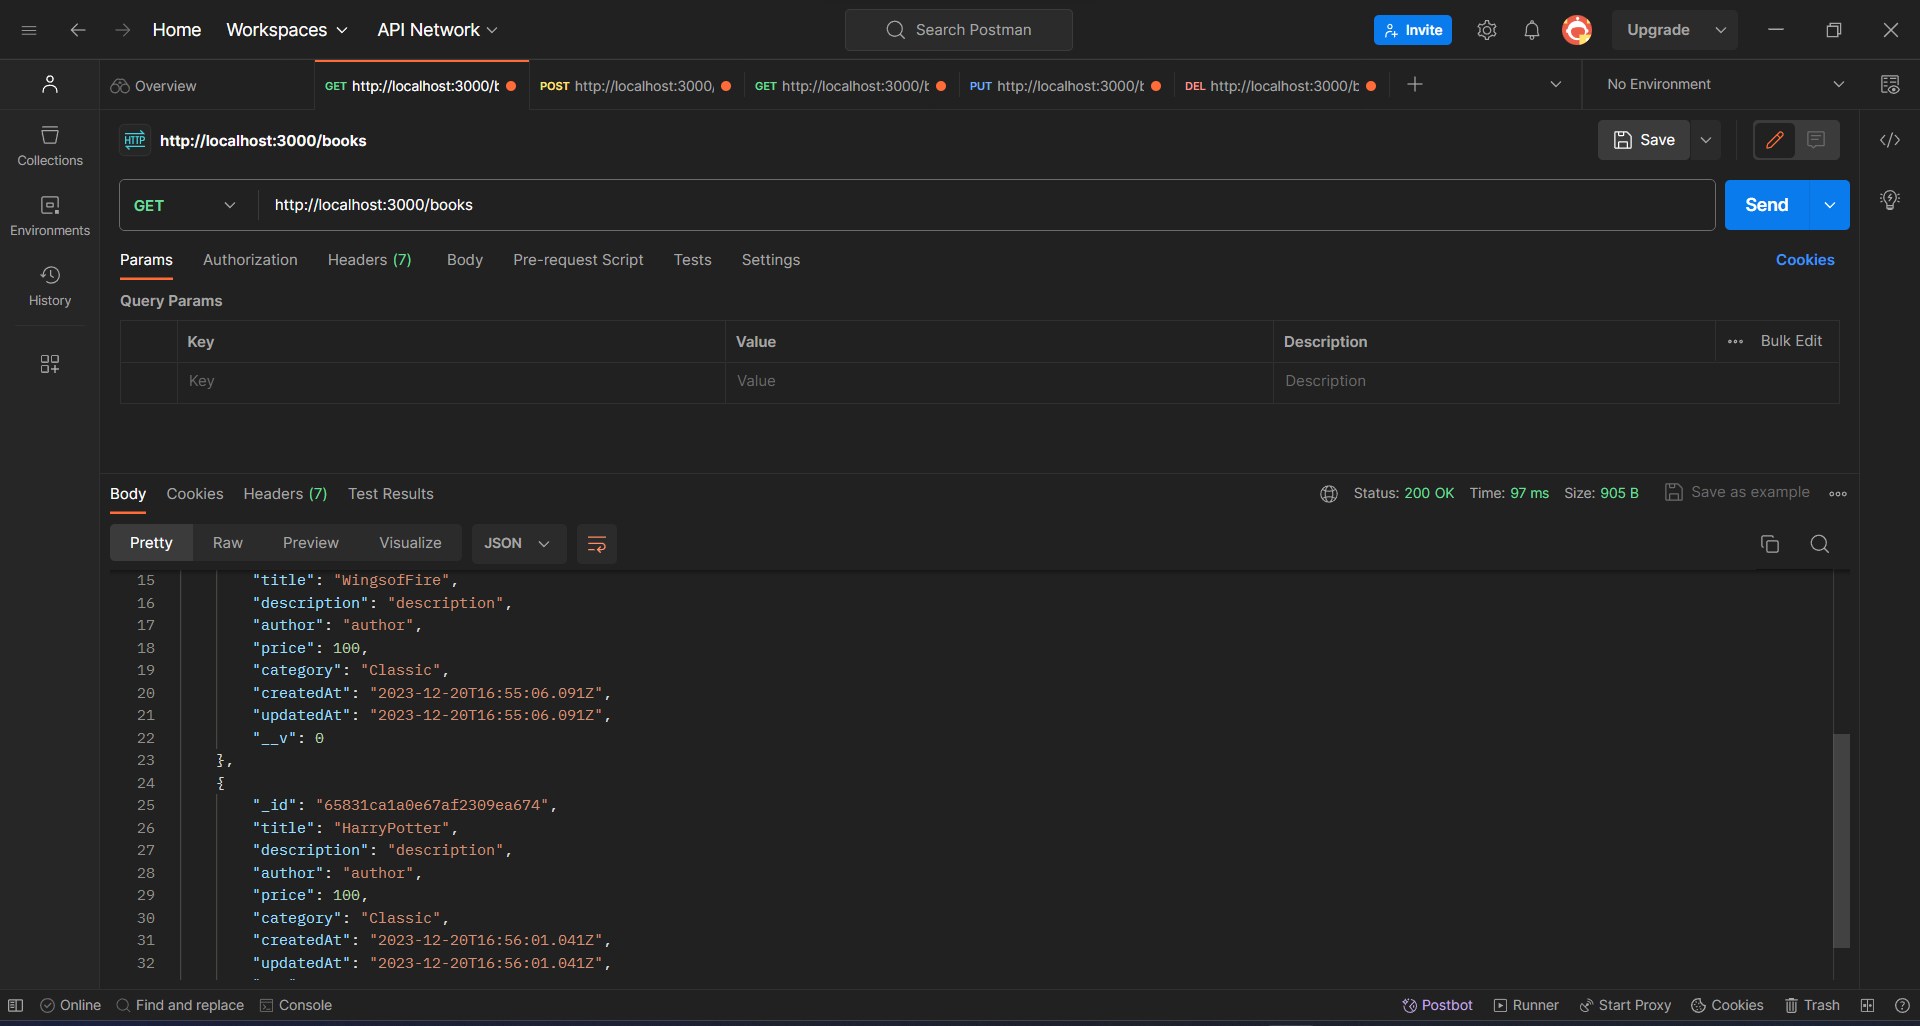 Home Workspaces API Network Search Postman Invite Upgrade
Overview GET http://localhost:3000/b POST http://localhost:3000/ GET http://localhost:3000/b PUT http://localhost:3000/b DEL http://localhost:3000/b No Environment
HTTP http://localhost:3000/books Save
Collections
Environments
History
GET http://localhost:3000/books Send
Params Authorization Headers (7) Body Pre-request Script Tests Settings Cookies
Query Params
Key Value Description Bulk Edit
Key Value Description
Body Cookies Headers (7) Test Results Status: 200 OK Time: 97 ms Size: 905 B Save as example
Pretty Raw Preview Visualize JSON
15 "title": "WingsofFire",
16 "description": "description",
17 "author": "author",
18 "price": 100,
19 "category": "Classic",
20 "createdAt": "2023-12-20T16:55:06.091Z",
21 "updatedAt": "2023-12-20T16:55:06.091Z",
22 "__v": 0
23 },
24 {
25 "_id": "65831ca1a0e67af2309ea674",
26 "title": "HarryPotter",
27 "description": "description",
28 "author": "author",
29 "price": 100,
30 "category": "Classic",
31 "createdAt": "2023-12-20T16:56:01.041Z",
32 "updatedAt": "2023-12-20T16:56:01.041Z",
Online Find and replace Console Postbot Runner Start Proxy Cookies Trash